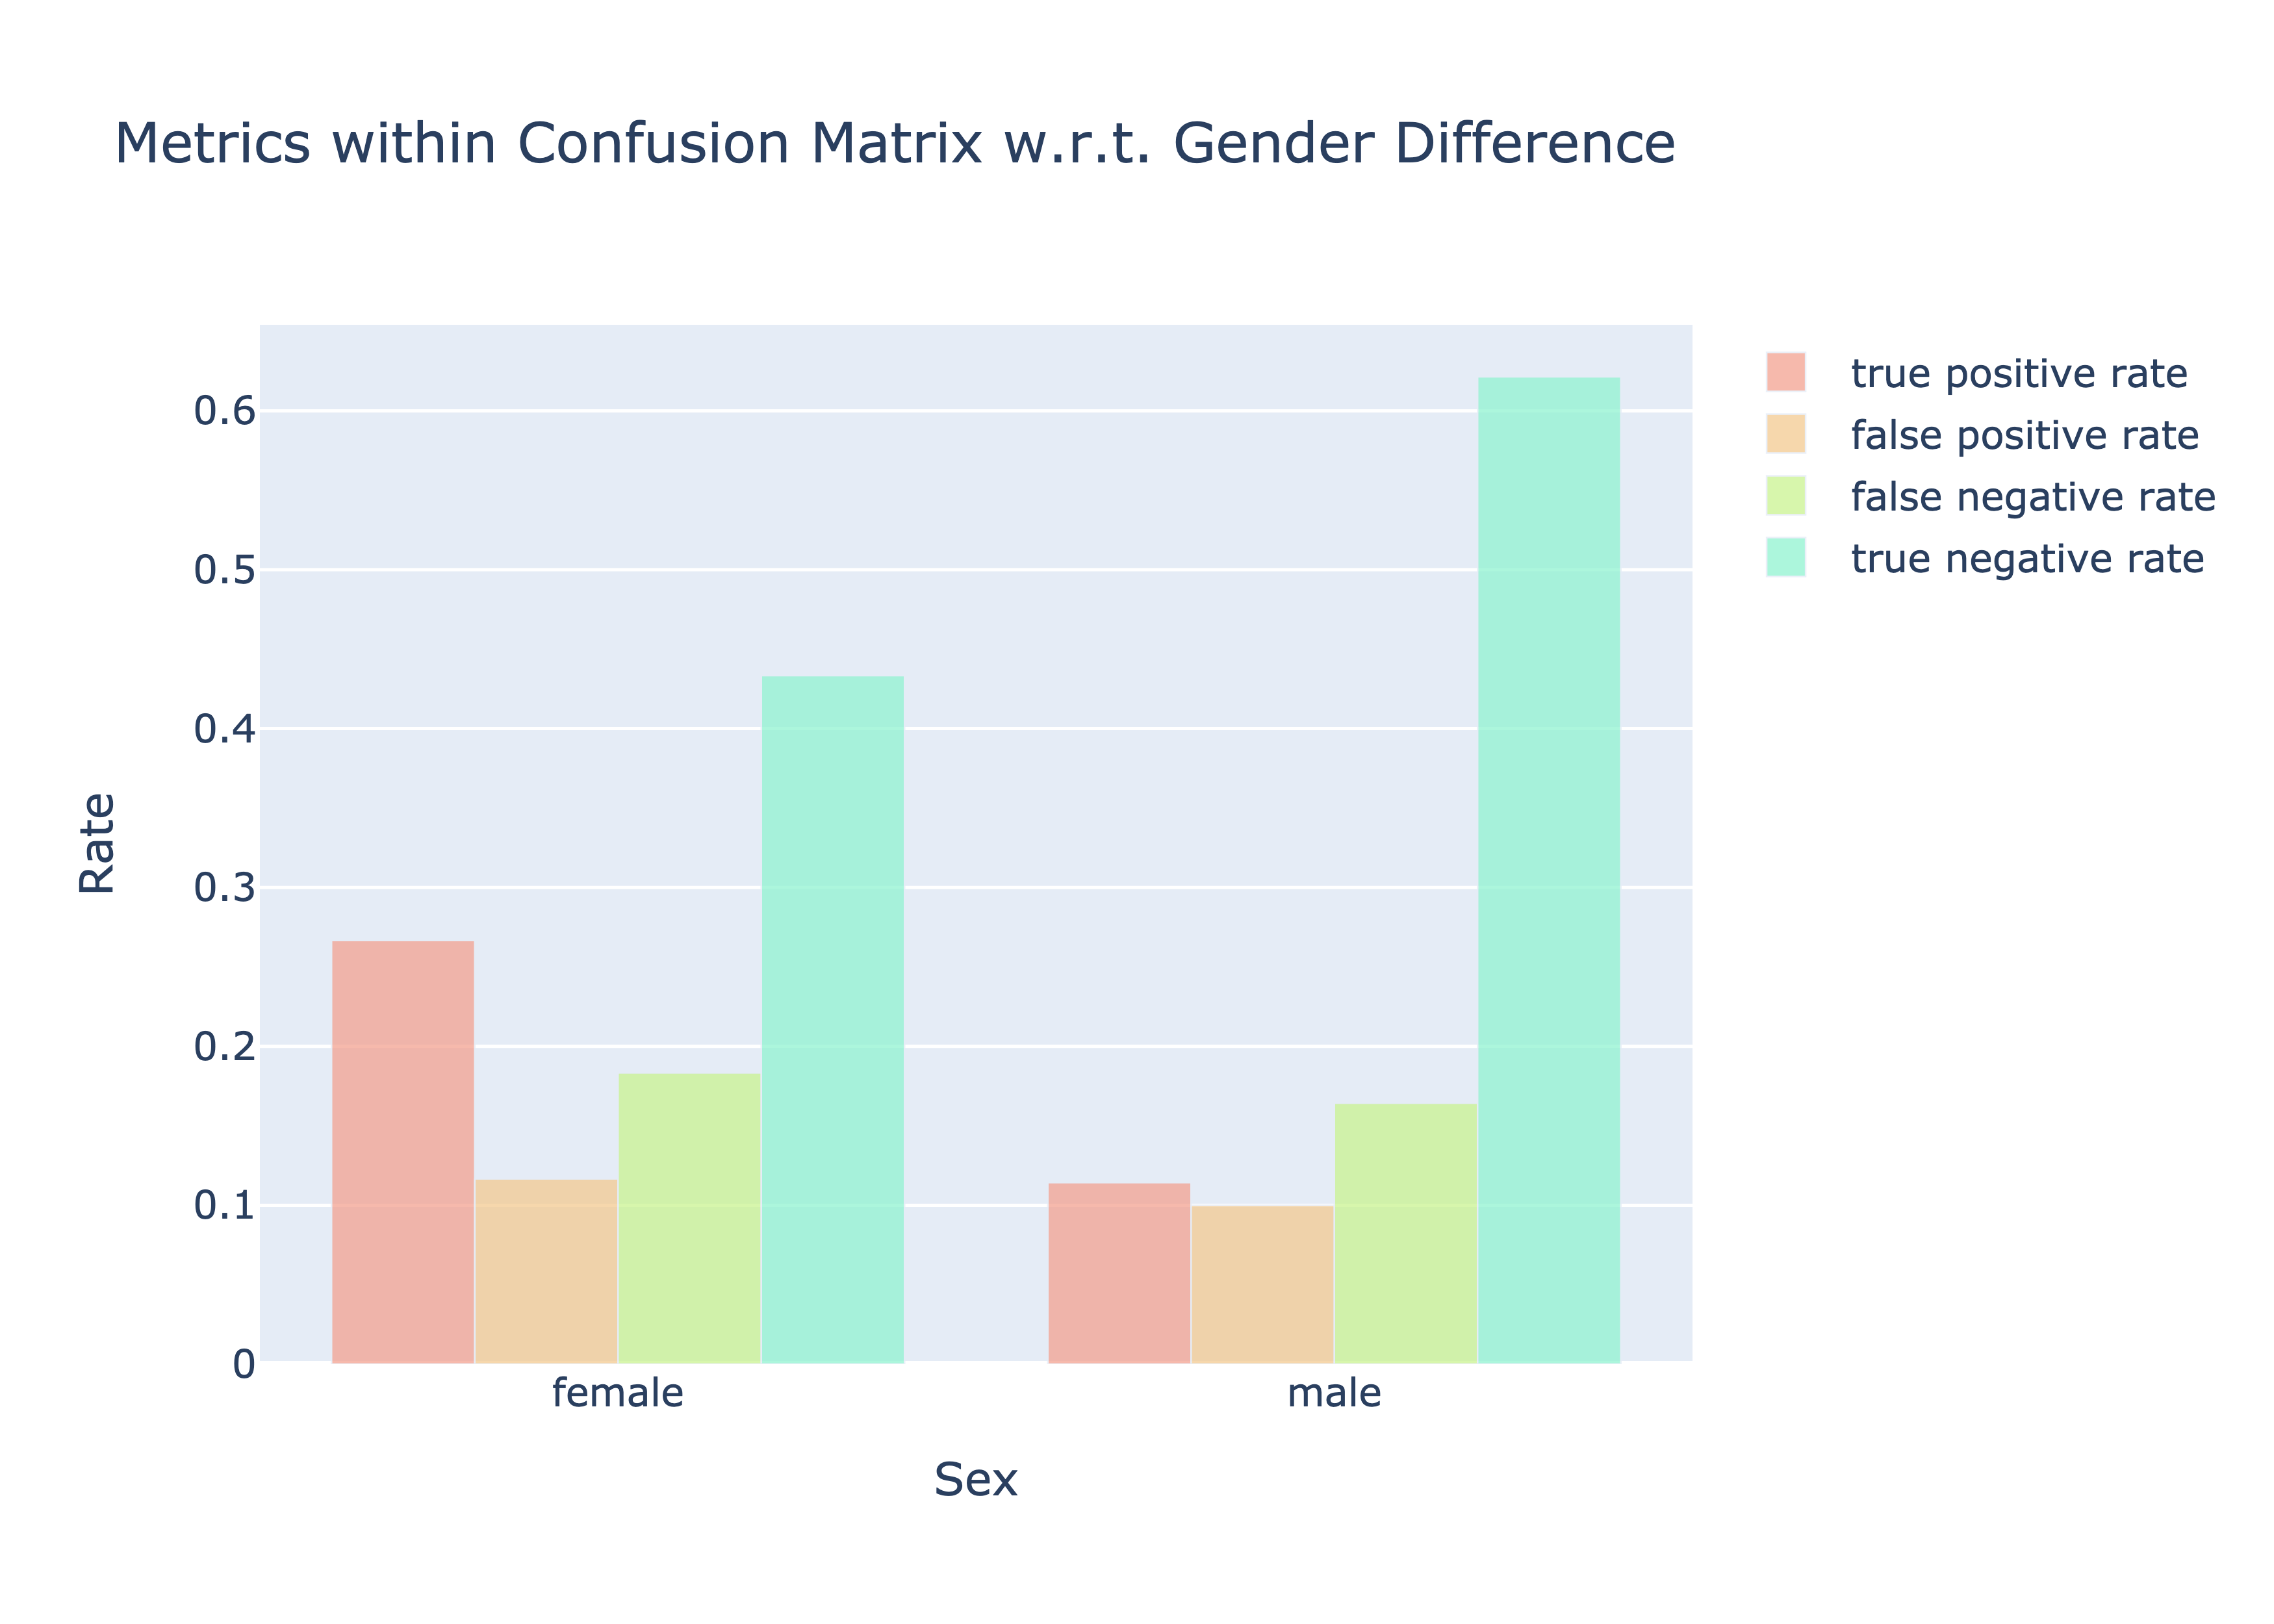 Metrics within Confusion Matrix w.r.t. Gender Difference
true positive rate
false positive rate
false negative rate
true negative rate
0.6
0.5
0.4
0.3
0.2
0.1
0
Rate
female male
Sex